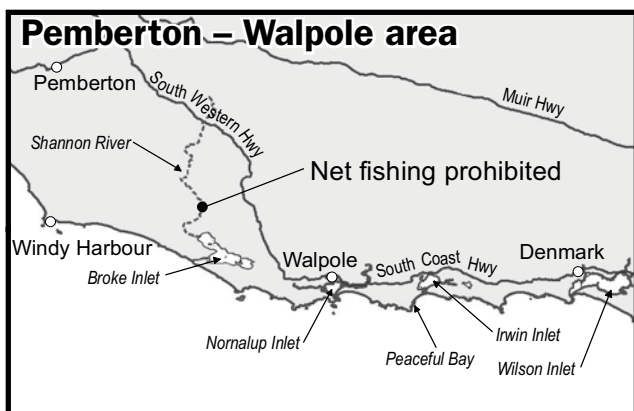 Pemberton – Walpole area
Pemberton
South Western Hwy
Muir Hwy
Shannon River
Net fishing prohibited
Windy Harbour
Broke Inlet
Walpole
South Coast Hwy
Denmark
Nornalup Inlet
Irwin Inlet
Peaceful Bay
Wilson Inlet